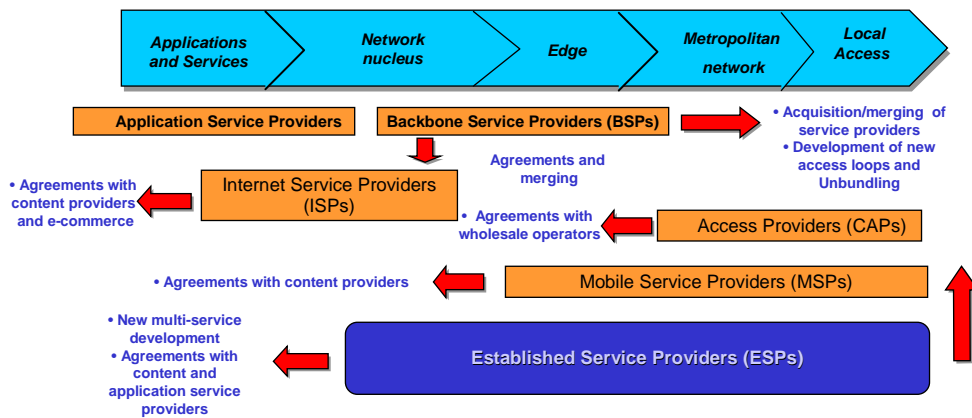 Applications
and Services
Network
nucleus
Edge
Metropolitan
network
Local
Access
Application Service Providers
Backbone Service Providers (BSPs)
• Acquisition/merging of
service providers
• Development of new
access loops and
Unbundling
Agreements and
merging
• Agreements with
content providers
and e-commerce
Internet Service Providers
(ISPs)
• Agreements with
wholesale operators
Access Providers (CAPs)
• Agreements with content providers
Mobile Service Providers (MSPs)
• New multi-service
development
• Agreements with
content and
application service
providers
Established Service Providers (ESPs)